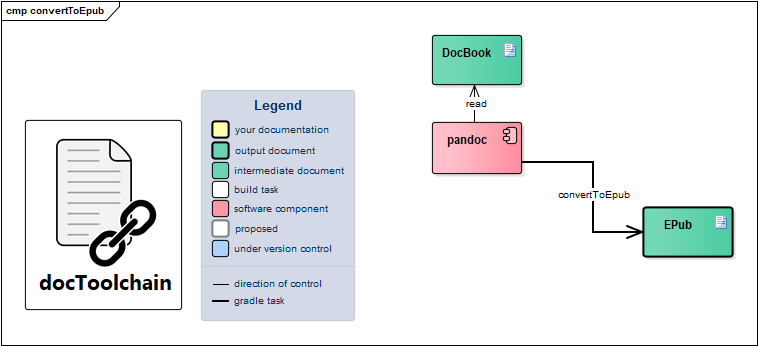 cmp convertToEpub
docToolchain
Legend
your documentation
output document
intermediate document
build task
software component
proposed
under version control
direction of control
gradle task
DocBook
read
pandoc
convertToEpub
EPub